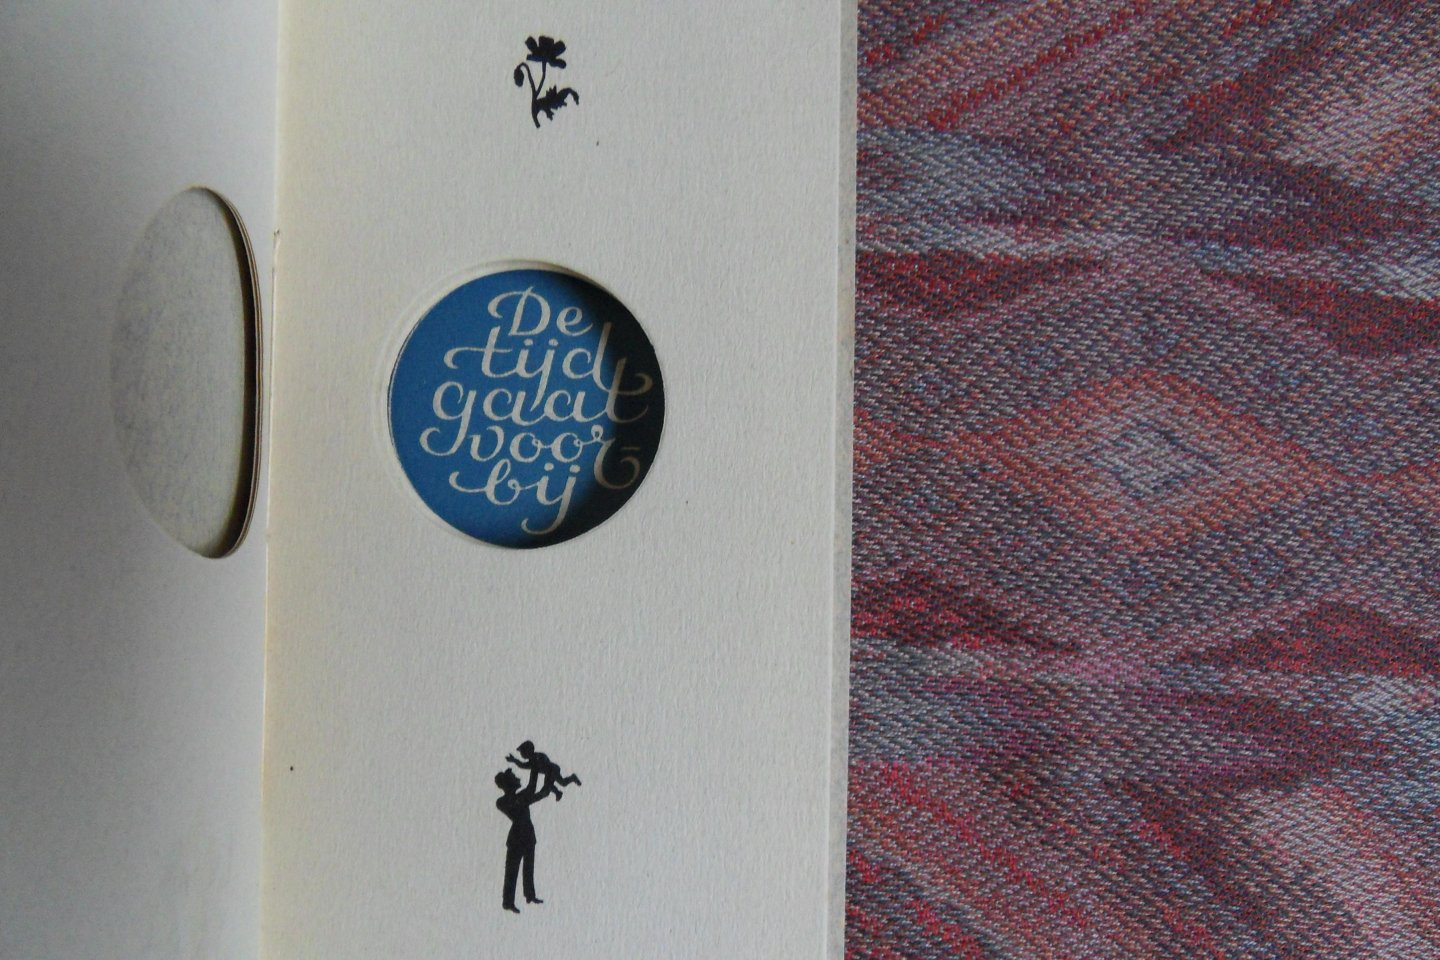 De
tijd
gaat
voor-
bij